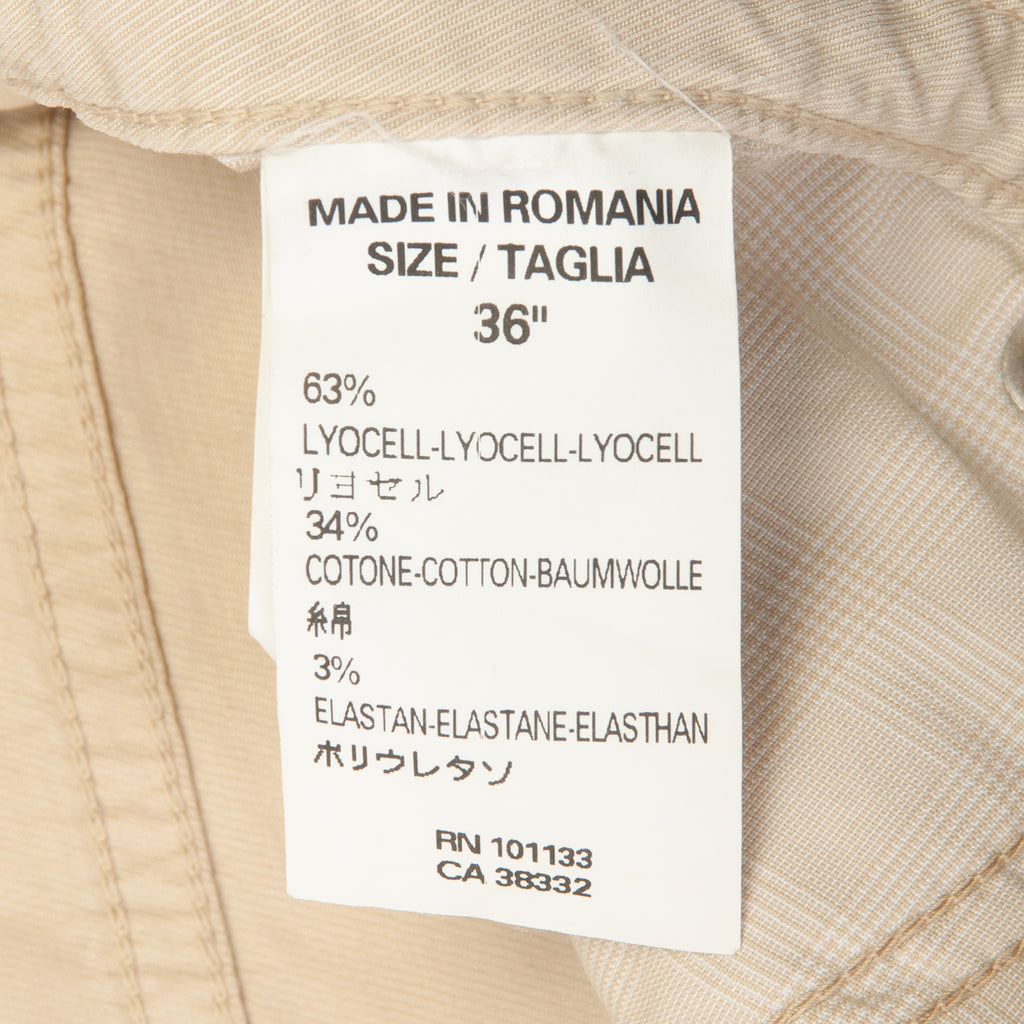 MADE IN ROMANIA
SIZE / TAGLIA
36"
63%
LYOCELL-LYOCELL-LYOCELL
リヨセル
34%
COTONE-COTTON-BAUMWOLLE
綿
3%
ELASTAN-ELASTANE-ELASTHAN
ポリウレタソ
RN 101133
CA 38332